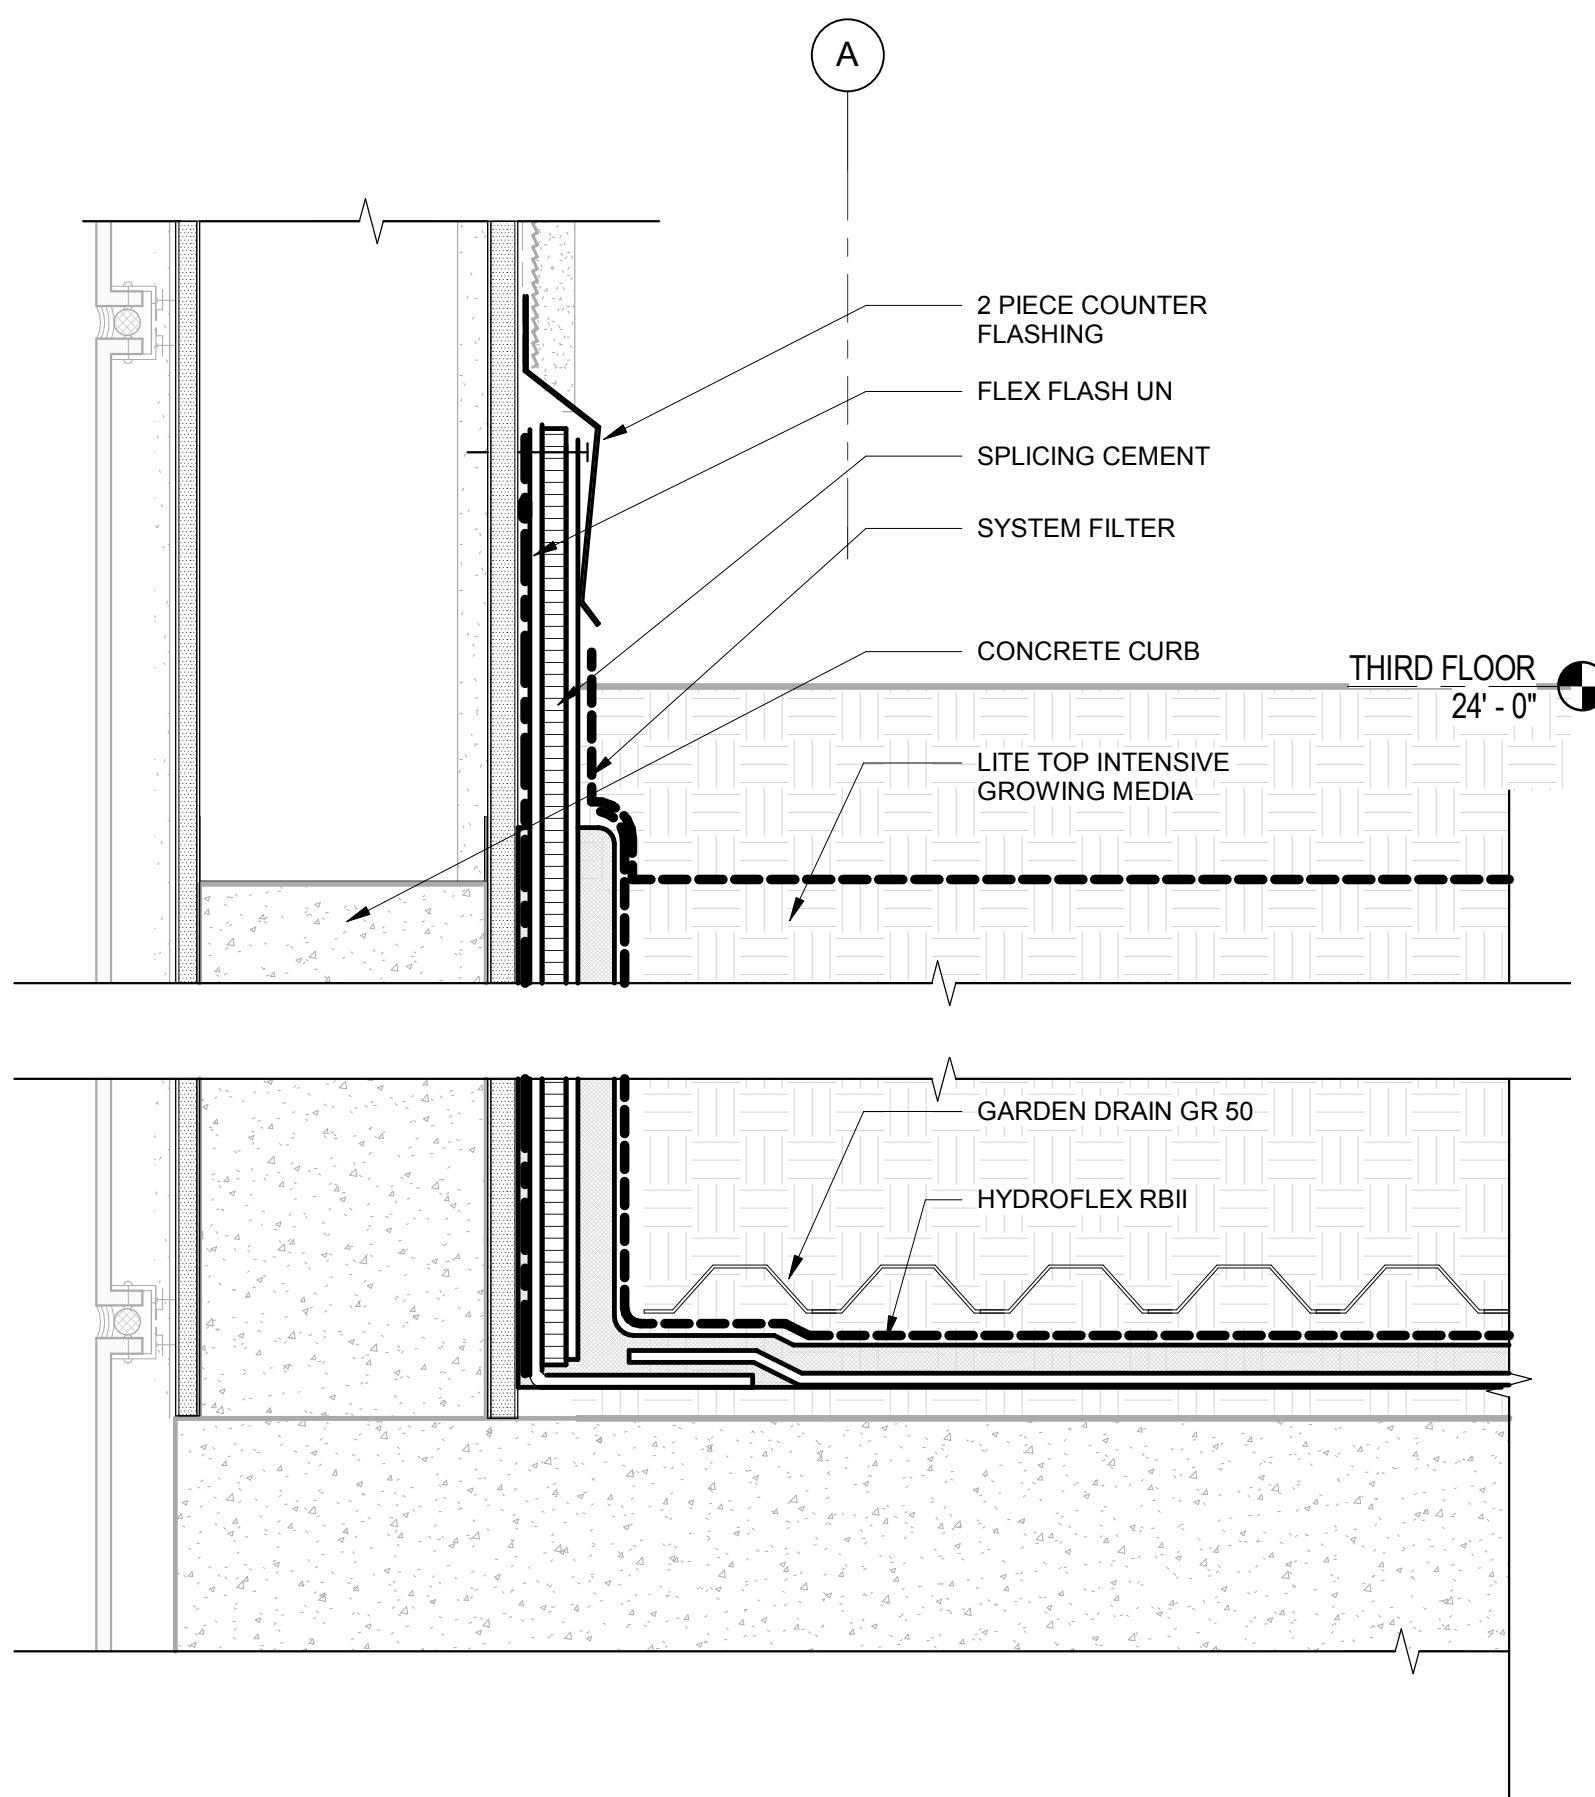 A
2 PIECE COUNTER
FLASHING
FLEX FLASH UN
SPLICING CEMENT
SYSTEM FILTER
CONCRETE CURB
THIRD FLOOR
24' - 0"
LITE TOP INTENSIVE
GROWING MEDIA
GARDEN DRAIN GR 50
HYDROFLEX RBII